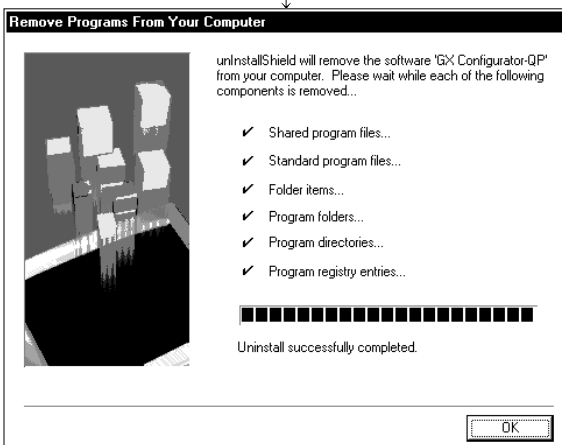 Remove Programs From Your Computer
unInstallShield will remove the software 'GX Configurator-QP'
from your computer.  Please wait while each of the following
components is removed...
✔ Shared program files...
✔ Standard program files...
✔ Folder items...
✔ Program folders...
✔ Program directories...
✔ Program registry entries...
Uninstall successfully completed.
OK